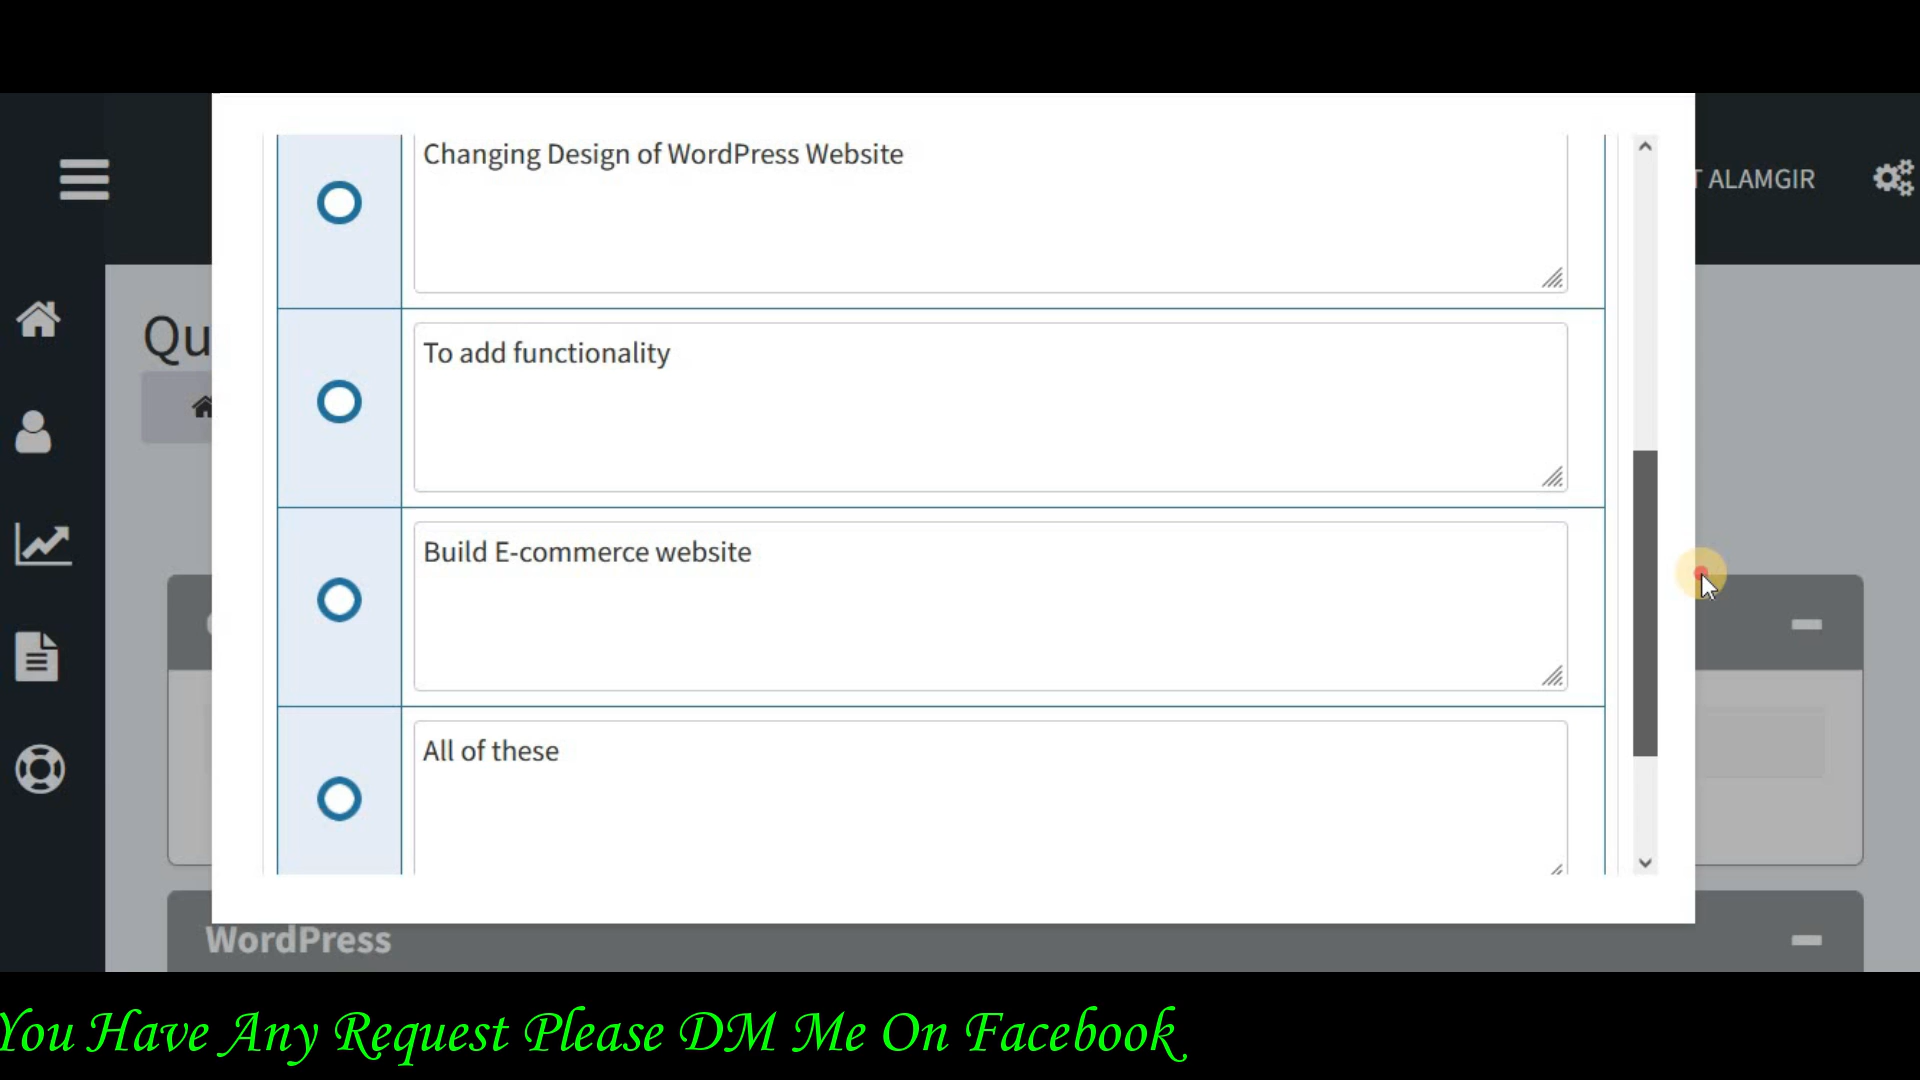 Changing Design of WordPress Website
T ALAMGIR
To add functionality
Qu
Build E-commerce website
All of these
WordPress
You Have Any Request Please DM Me On Facebook